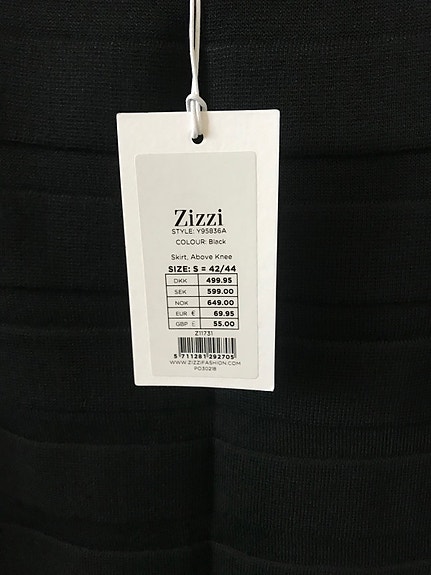 Zizzi
STYLE: Y95836A
COLOUR: Black
Skirt, Above Knee
SIZE: S = 42/44
DKK 499.95
SEK 599.00
NOK 649.00
EUR € 69.95
GBP £ 55.00
Z11731
5 711281 292705
WWW.ZIZZIFASHION.COM
PO30218